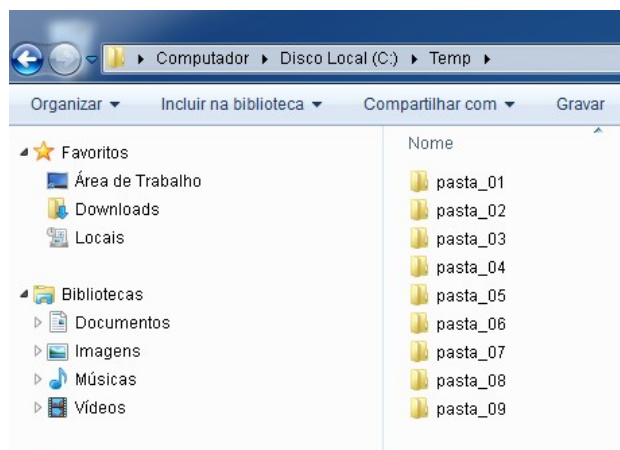 Computador Disco Local (C:) Temp
Organizar Incluir na biblioteca Compartilhar com Gravar
Favoritos
Área de Trabalho
Downloads
Locais
Bibliotecas
Documentos
Imagens
Músicas
Vídeos
Nome
pasta_01
pasta_02
pasta_03
pasta_04
pasta_05
pasta_06
pasta_07
pasta_08
pasta_09